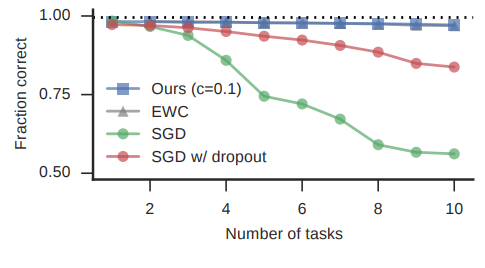 1.00
0.75
0.50
Fraction correct
Ours (c=0.1)
EWC
SGD
SGD w/ dropout
2 4 6 8 10
Number of tasks